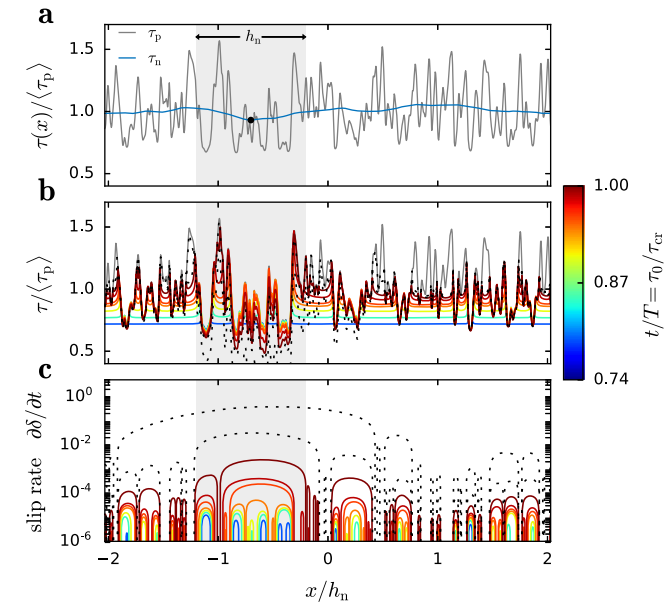 a
τp
τn
hn
1.5
1.0
0.5
τ(x)/⟨τp⟩
b
1.5
1.0
0.5
τ/⟨τp⟩
1.00
0.87
0.74
t/T = τ0/τcr
c
10^0
10^-2
10^-4
10^-6
slip rate ∂δ/∂t
−2 −1 0 1 2
x/hn